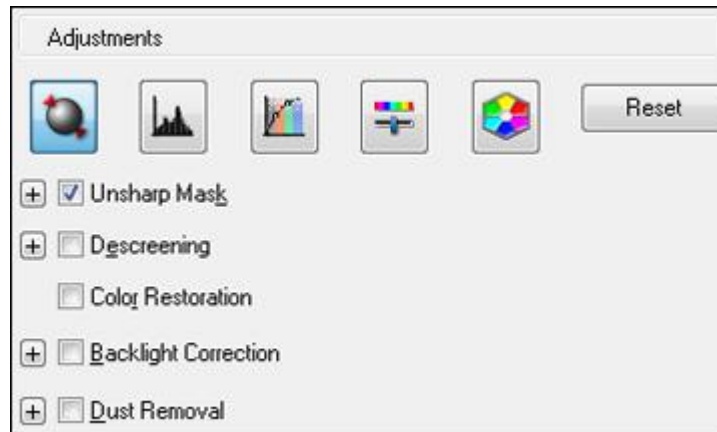 Adjustments
Reset
Unsharp Mask
Descreening
Color Restoration
Backlight Correction
Dust Removal